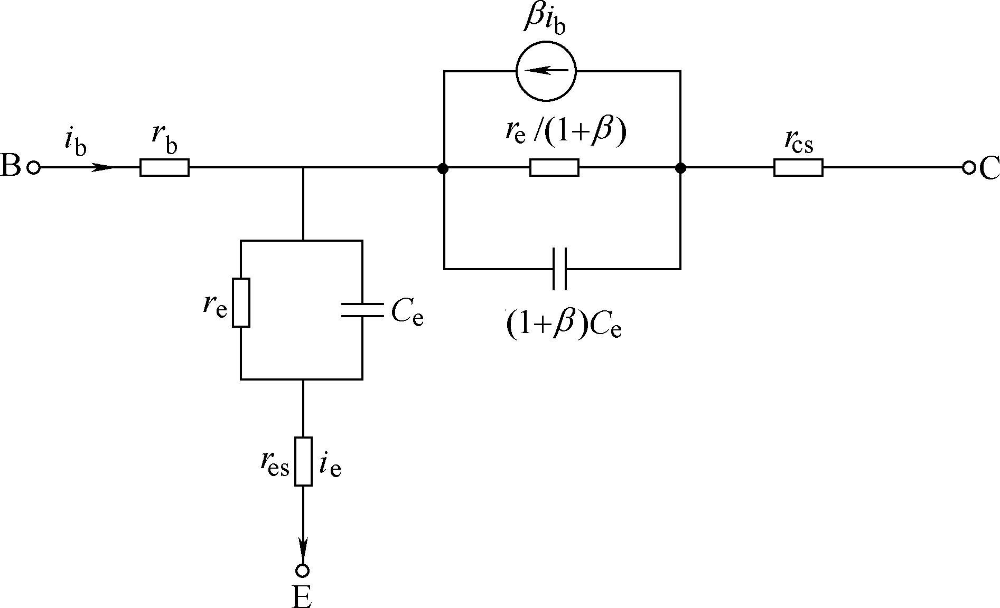 βi_b
i_b
r_b
r_e/(1+β)
r_cs
B
C
r_e
C_e
(1+β)C_e
r_es
i_e
E